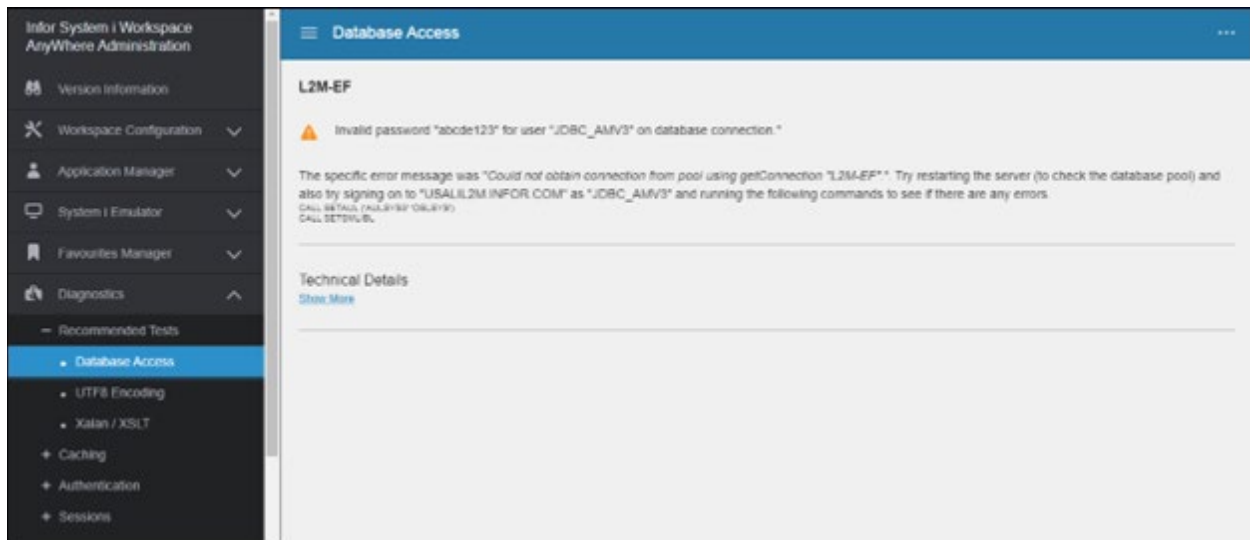 Infor System i Workspace
AnyWhere Administration
Version Information
Workspace Configuration
Application Manager
System i Emulator
Favourites Manager
Diagnostics
Recommended Tests
Database Access
UTF8 Encoding
Xalan / XSLT
Caching
Authentication
Sessions
Database Access
L2M-EF
Invalid password "abcde123" for user "JDBC_AMV3" on database connection."
The specific error message was "Could not obtain connection from pool using getConnection "L2M-EF".". Try restarting the server (to check the database pool) and
also try signing on to "USALIL2M.INFOR.COM" as "JDBC_AMV3" and running the following commands to see if there are any errors.
CALL
CALL
Technical Details
Show More